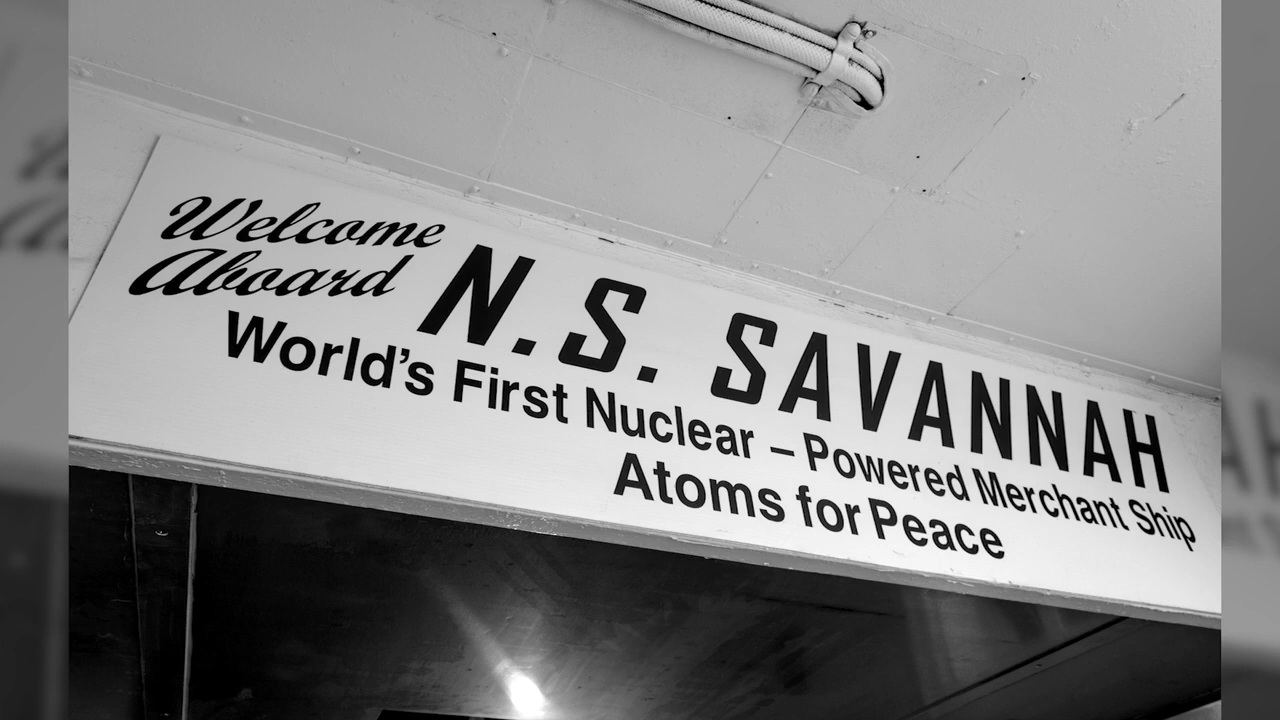 Welcome
Aboard
N.S. SAVANNAH
World's First Nuclear – Powered Merchant Ship
Atoms for Peace